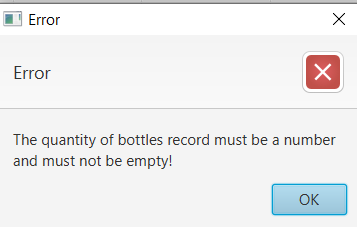 Error
Error
The quantity of bottles record must be a number
and must not be empty!
OK